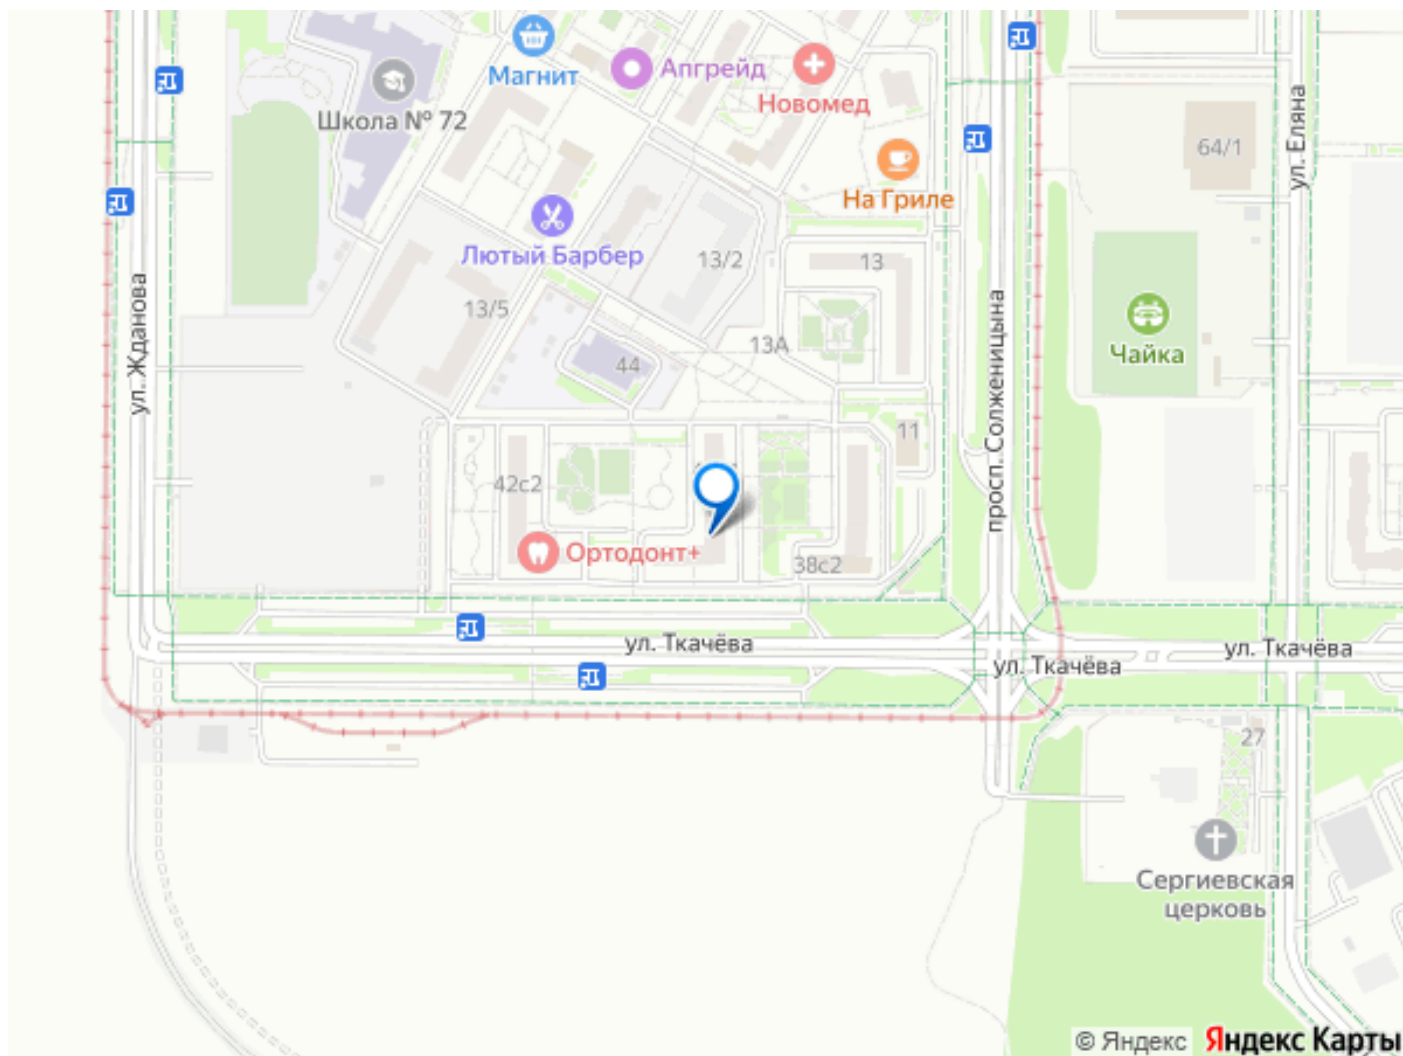 Магнит
Апгрейд
Новомед
Школа № 72
64/1
ул. Еляна
На Гриле
Лютый Барбер
13/2
13
ул. Жданова
13/5
просп. Солженицына
13А
Чайка
44
11
42с2
Ортодонт+
38с2
ул. Ткачёва
ул. Ткачёва
ул. Ткачёва
27
Сергиевская
церковь
© Яндекс Яндекс Карты